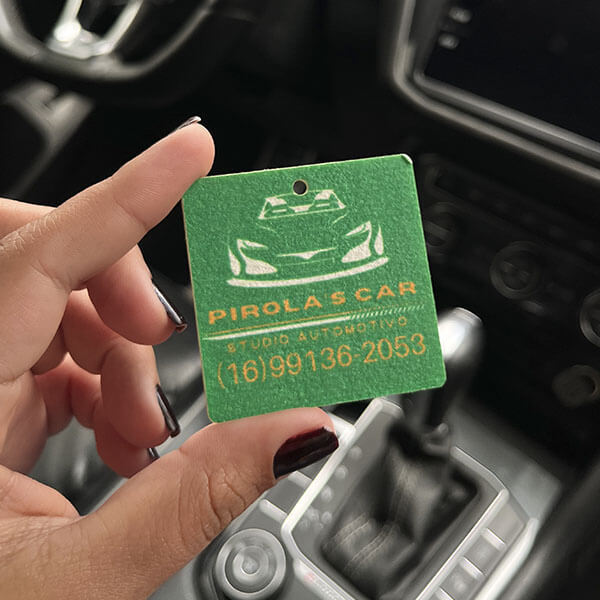 PIROLA S CAR
STUDIO AUTOMOTIVO
(16)99136-2053